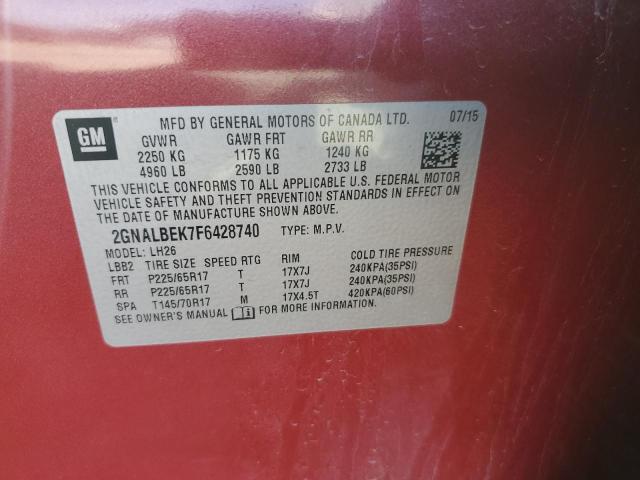 GM
MFD BY GENERAL MOTORS OF CANADA LTD. 07/15
GVWR GAWR FRT GAWR RR
2250 KG 1175 KG 1240 KG
4960 LB 2590 LB 2733 LB
THIS VEHICLE CONFORMS TO ALL APPLICABLE U.S. FEDERAL MOTOR
VEHICLE SAFETY AND THEFT PREVENTION STANDARDS IN EFFECT ON
THE DATE OF MANUFACTURE SHOWN ABOVE.
2GNALBEK7F6428740 TYPE: M.P.V.
MODEL: LH26
LBB2 TIRE SIZE SPEED RTG RIM COLD TIRE PRESSURE
FRT P225/65R17 T 17X7J 240KPA(35PSI)
RR P225/65R17 T 17X7J 240KPA(35PSI)
SPA T145/70R17 M 17X4.5T 420KPA(60PSI)
SEE OWNER'S MANUAL FOR MORE INFORMATION.